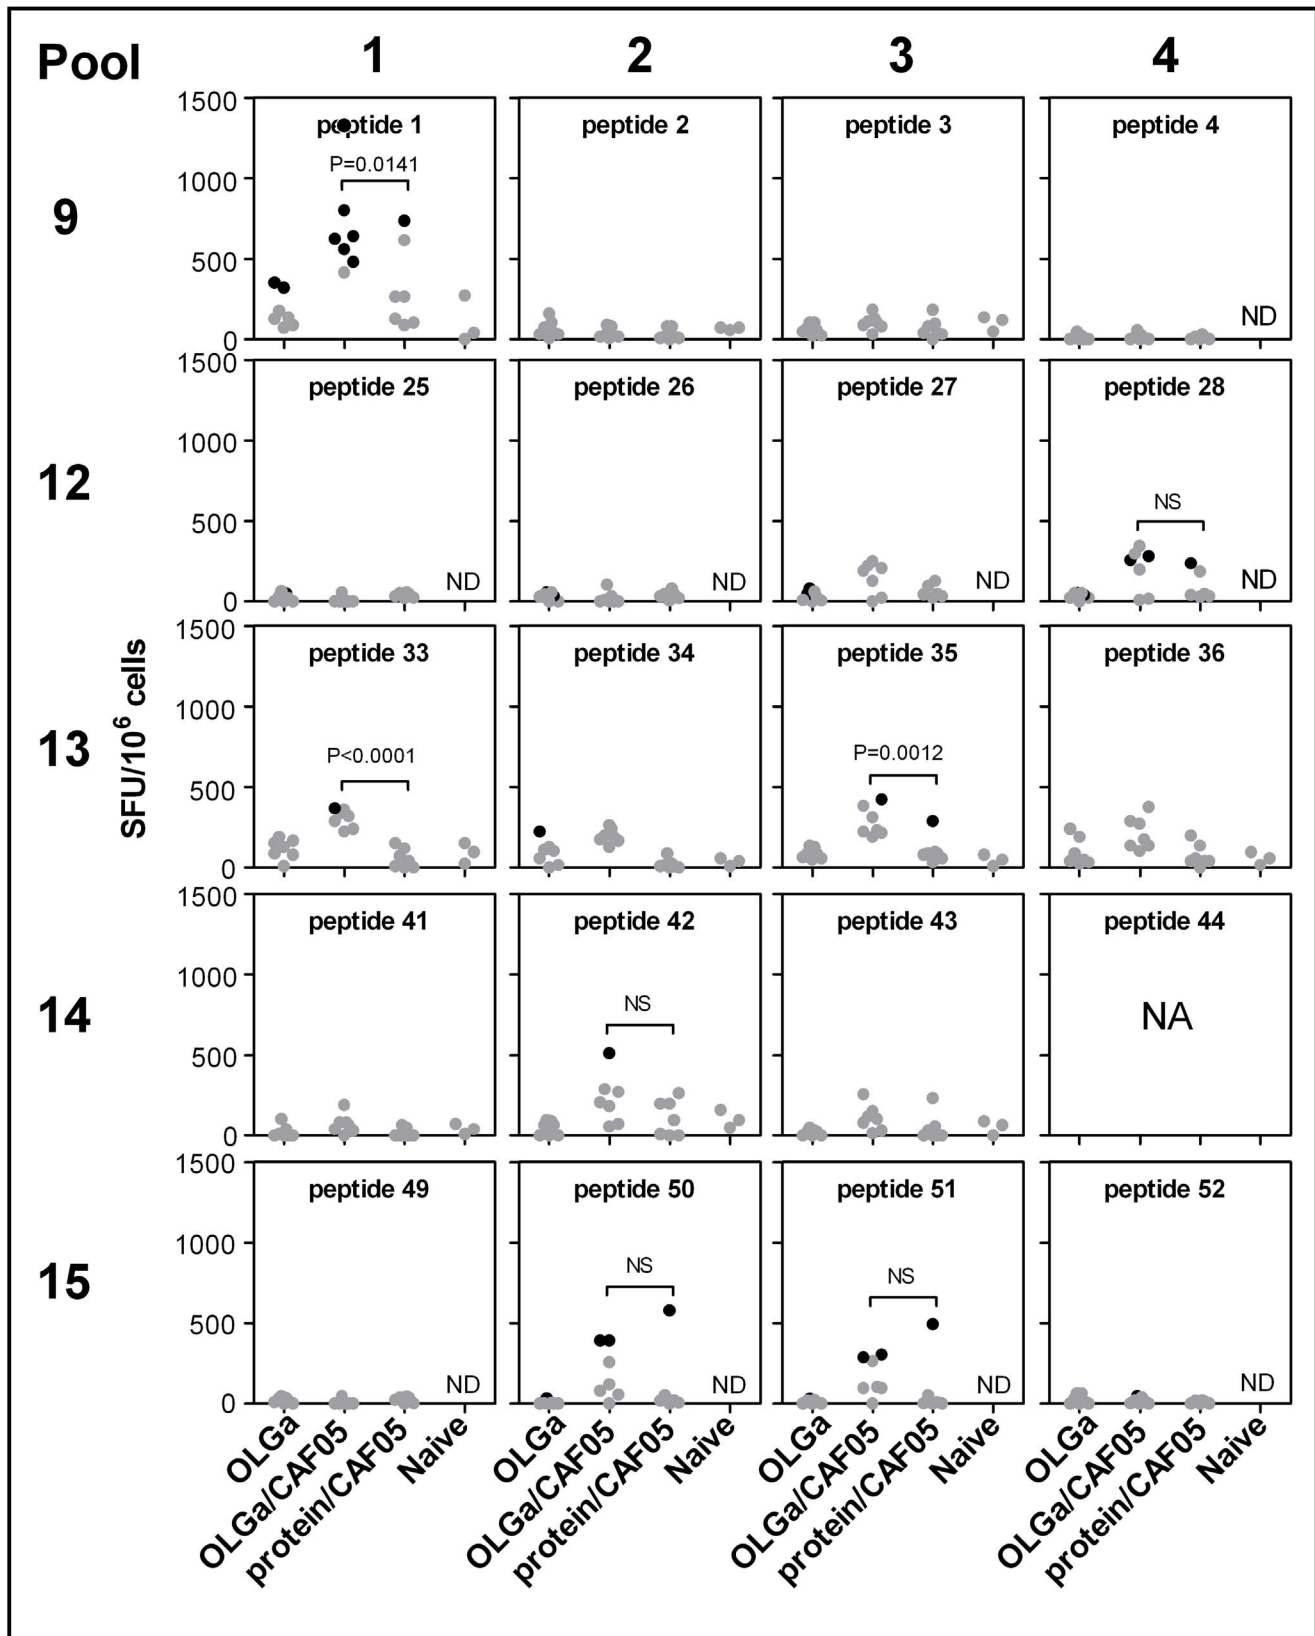 Pool 1 2 3 4
9
12
13
14
15
SFU/10⁶ cells
1500 peptide 1 peptide 2 peptide 3 peptide 4
P=0.0141
1000
500
ND
0
1500 peptide 25 peptide 26 peptide 27 peptide 28
1000
500 NS
ND ND ND ND
0
1500 peptide 33 peptide 34 peptide 35 peptide 36
1000
P<0.0001 P=0.0012
500
0
1500 peptide 41 peptide 42 peptide 43 peptide 44
1000 NS NA
500
0
1500 peptide 49 peptide 50 peptide 51 peptide 52
1000 NS NS
500
ND ND ND ND
0
OLGa OLGa/CAF05 protein/CAF05 Naive OLGa OLGa/CAF05 protein/CAF05 Naive OLGa OLGa/CAF05 protein/CAF05 Naive OLGa OLGa/CAF05 protein/CAF05 Naive